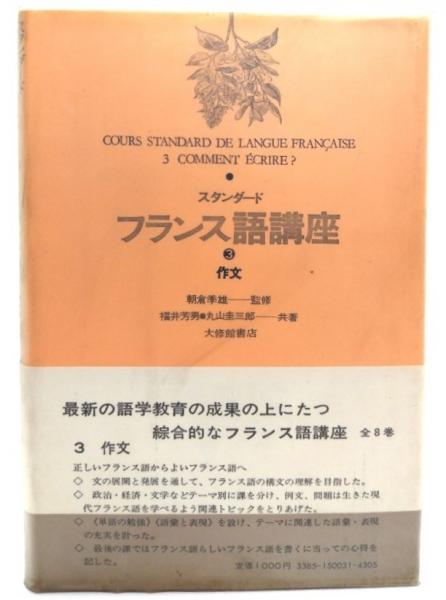 COURS STANDARD DE LANGUE FRANÇAISE
3 COMMENT ÉCRIRE?
スタンダード
フランス語講座
3
作文
朝倉季雄──監修
福井芳男●丸山圭三郎──共著
大修館書店
最新の語学教育の成果の上にたつ
綜合的なフランス語講座 全8巻
3 作文
正しいフランス語からよいフランス語へ
◇ 文の展開と発展を通して、フランス語の構文の理解を目指した。
◇ 政治・経済・文学などテーマ別に課を分け、例文、問題は生きた現
代フランス語を学べるよう関連トピックをとりあげた。
◇ 《単語の勉強》《語彙と表現》を設け、テーマに関連した語彙・表現
の充実を計った。
◇ 最後の課ではフランス語らしいフランス語を書くに当っての心得を
記した。
定価1000円 3385-150031-4305